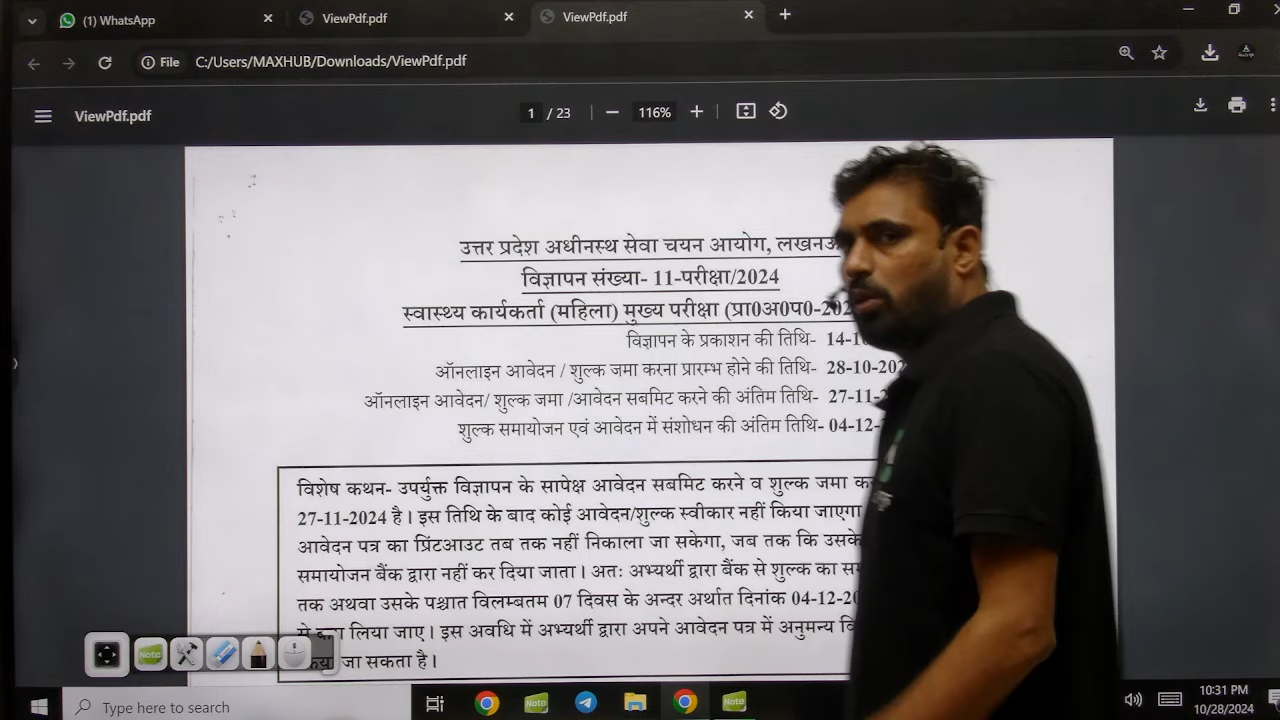 (1) WhatsApp
ViewPdf.pdf
ViewPdf.pdf
File C:/Users/MAXHUB/Downloads/ViewPdf.pdf
ViewPdf.pdf
1 / 23
116%
उत्तर प्रदेश अधीनस्थ सेवा चयन आयोग,
विज्ञापन संख्या- 11-परीक्षा/2024
स्वास्थ्य कार्यकर्ता (महिला) मुख्य परीक्षा (प्रा0अ0प0-202
विज्ञापन के प्रकाशन की तिथि- 14-1
ऑनलाइन आवेदन / शुल्क जमा करना प्रारम्भ होने की तिथि- 28-10-202
ऑनलाइन आवेदन/ शुल्क जमा /आवेदन सबमिट करने की अंतिम तिथि- 27-11-2
शुल्क समायोजन एवं आवेदन में संशोधन की अंतिम तिथि- 04-12-
विशेष कथन- उपर्युक्त विज्ञापन के सापेक्ष आवेदन सबमिट करने व शुल्क जमा
27-11-2024 है। इस तिथि के बाद कोई आवेदन/शुल्क स्वीकार नहीं किया जाएगा
आवेदन पत्र का प्रिंटआउट तब तक नहीं निकाला जा सकेगा, जब तक कि उसके
समायोजन बैंक द्वारा नहीं कर दिया जाता। अतः अभ्यर्थी द्वारा बैंक से शुल्क का
तक अथवा उसके पश्चात विलम्बतम 07 दिवस के अन्दर अर्थात दिनांक 04-12-20
लिया जाए। इस अवधि में अभ्यर्थी द्वारा अपने आवेदन पत्र में अनुमन्य
जा सकता है।
Note
Type here to search
Note
Note
10:31 PM
10/28/2024